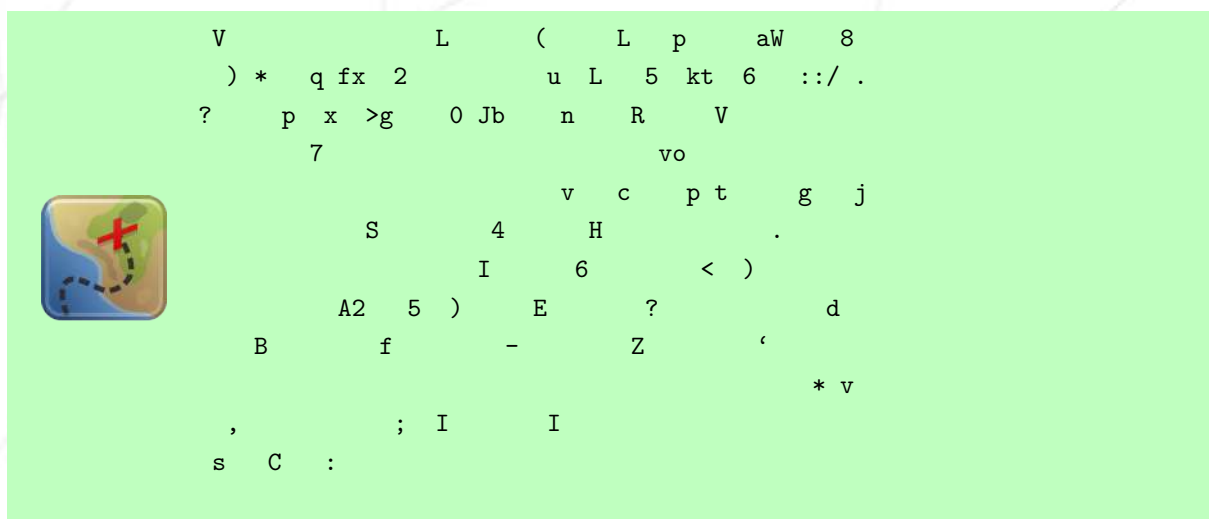 V L ( L p aW 8
) * q fx 2 u L 5 kt 6 ::/ .
? p x >g 0 Jb n R V
7 vo
v c p t g j
S 4 H .
I 6 < )
A2 5 ) E ? d
B f - Z ‘
* v
, ; I I
s C :